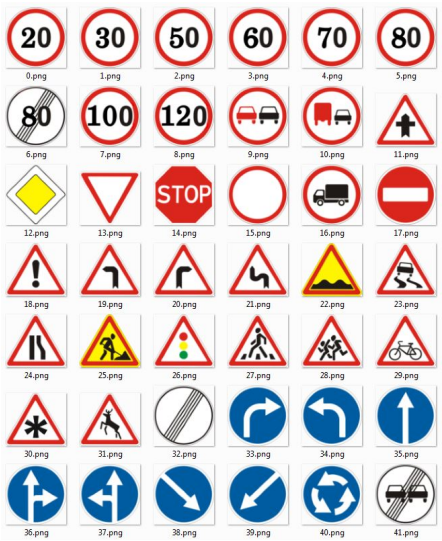 20 30 50 60 70 80
0.png 1.png 2.png 3.png 4.png 5.png
80 100 120
6.png 7.png 8.png 9.png 10.png 11.png
STOP
12.png 13.png 14.png 15.png 16.png 17.png
18.png 19.png 20.png 21.png 22.png 23.png
24.png 25.png 26.png 27.png 28.png 29.png
30.png 31.png 32.png 33.png 34.png 35.png
36.png 37.png 38.png 39.png 40.png 41.png